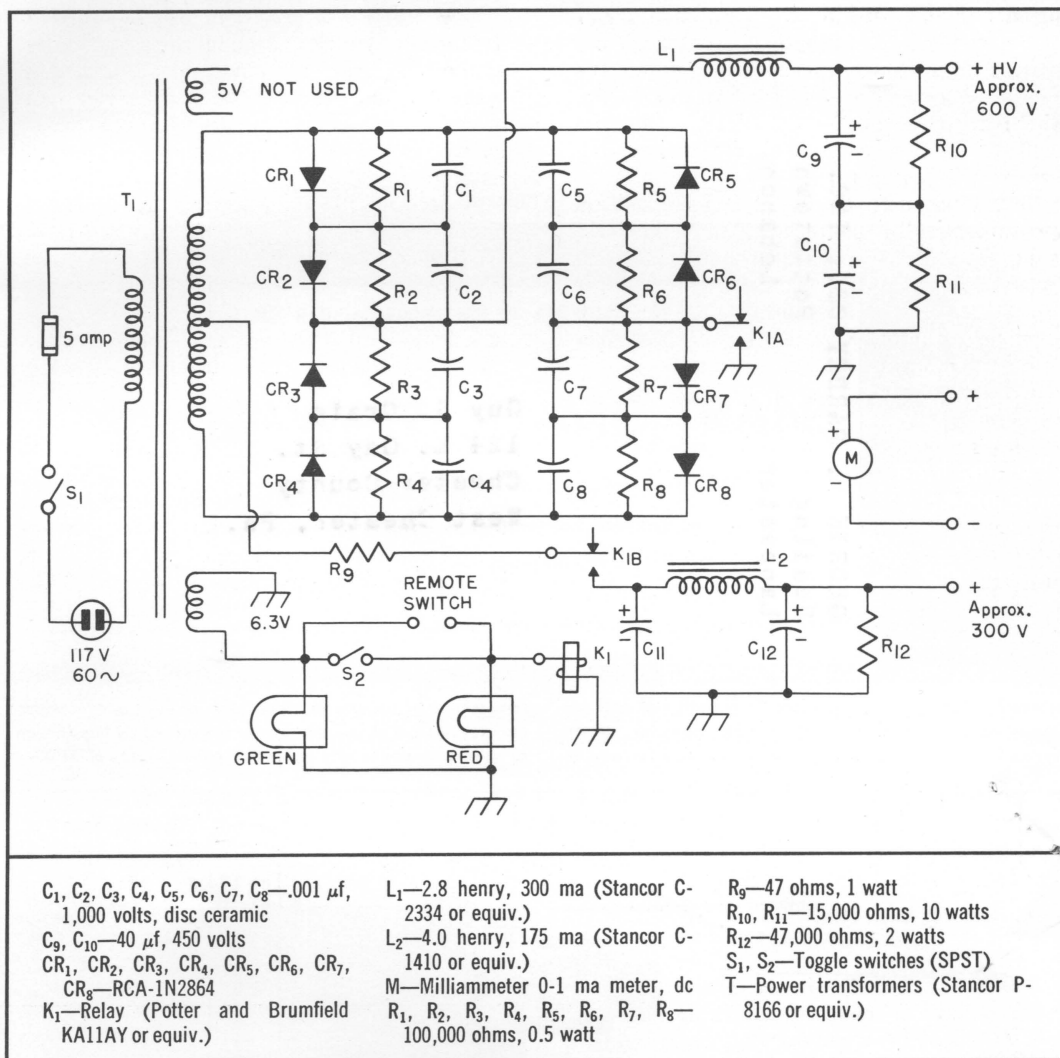 L1
+ HV
Approx.
600 V
5V NOT USED
T1
CR1
R1
C1
C5
R5
CR5
C9
R10
CR2
R2
C2
C6
R6
CR6
C10
R11
5 amp
K1A
CR3
R3
C3
C7
R7
CR7
+
+
M
-
CR4
R4
C4
C8
R8
CR8
-
S1
R9
K1B
L2
+
Approx.
300 V
REMOTE
SWITCH
6.3V
S2
K1
C11
C12
R12
117 V
60~
GREEN
RED
C1, C2, C3, C4, C5, C6, C7, C8—.001 µf,
1,000 volts, disc ceramic
C9, C10—40 µf, 450 volts
CR1, CR2, CR3, CR4, CR5, CR6, CR7,
CR8—RCA-1N2864
K1—Relay (Potter and Brumfield
KA11AY or equiv.)
L1—2.8 henry, 300 ma (Stancor C-
2334 or equiv.)
L2—4.0 henry, 175 ma (Stancor C-
1410 or equiv.)
M—Milliammeter 0-1 ma meter, dc
R1, R2, R3, R4, R5, R6, R7, R8—
100,000 ohms, 0.5 watt
R9—47 ohms, 1 watt
R10, R11—15,000 ohms, 10 watts
R12—47,000 ohms, 2 watts
S1, S2—Toggle switches (SPST)
T—Power transformers (Stancor P-
8166 or equiv.)